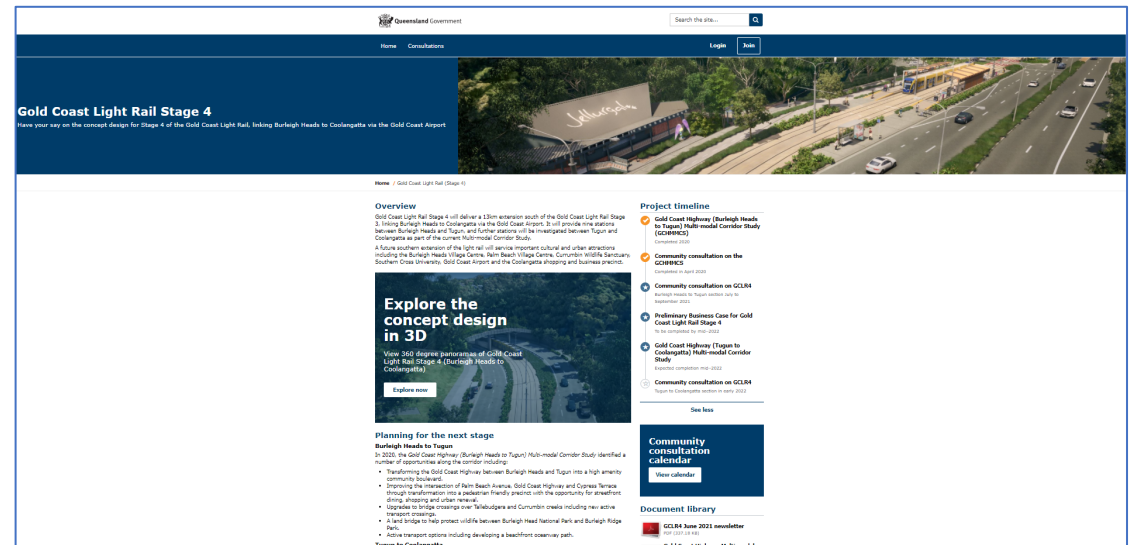 Queensland Government
Search the site...
Home Consultations
Login Join
Gold Coast Light Rail Stage 4
Have your say on the concept design for Stage 4 of the Gold Coast Light Rail, linking Burleigh Heads to Coolangatta via the Gold Coast Airport
Jellurgal
Home / Gold Coast Light Rail (Stage 4)
Overview
Gold Coast Light Rail Stage 4 will deliver a 13km extension south of the Gold Coast Light Rail Stage
3, linking Burleigh Heads to Coolangatta via the Gold Coast Airport. It will provide nine stations
between Burleigh Heads and Tugun, and further stations will be investigated between Tugun and
Coolangatta as part of the current Multi-modal Corridor Study.
A future southern extension of the light rail will service important cultural and urban attractions
including the Burleigh Heads Village Centre, Palm Beach Village Centre, Currumbin Wildlife Sanctuary,
Southern Cross University, Gold Coast Airport and the Coolangatta shopping and business precinct.
Explore the
concept design
in 3D
View 360 degree panoramas of Gold Coast
Light Rail Stage 4 (Burleigh Heads to
Coolangatta)
Explore now
Planning for the next stage
Burleigh Heads to Tugun
In 2020, the Gold Coast Highway (Burleigh Heads to Tugun) Multi-modal Corridor Study identified a
number of opportunities along the corridor including:
• Transforming the Gold Coast Highway between Burleigh Heads and Tugun into a high amenity
community boulevard.
• Improving the intersection of Palm Beach Avenue, Gold Coast Highway and Cypress Terrace
through transformation into a pedestrian friendly precinct with the opportunity for streetfront
dining, shopping and urban renewal.
• Upgrades to bridge crossings over Tallebudgera and Currumbin creeks including new active
transport crossings.
• A land bridge to help protect wildlife between Burleigh Head National Park and Burleigh Ridge
Park.
• Active transport options including developing a beachfront oceanway path.
Tugun to Coolangatta
Project timeline
Gold Coast Highway (Burleigh Heads
to Tugun) Multi-modal Corridor Study
(GCHMMCS)
Completed 2020
Community consultation on the
GCHMMCS
Completed in April 2020
Community consultation on GCLR4
Burleigh Heads to Tugun section July to
September 2021
Preliminary Business Case for Gold
Coast Light Rail Stage 4
To be completed by mid-2022
Gold Coast Highway (Tugun to
Coolangatta) Multi-modal Corridor
Study
Expected completion mid-2022
Community consultation on GCLR4
Tugun to Coolangatta section in early 2022
See less
Community
consultation
calendar
View calendar
Document library
GCLR4 June 2021 newsletter